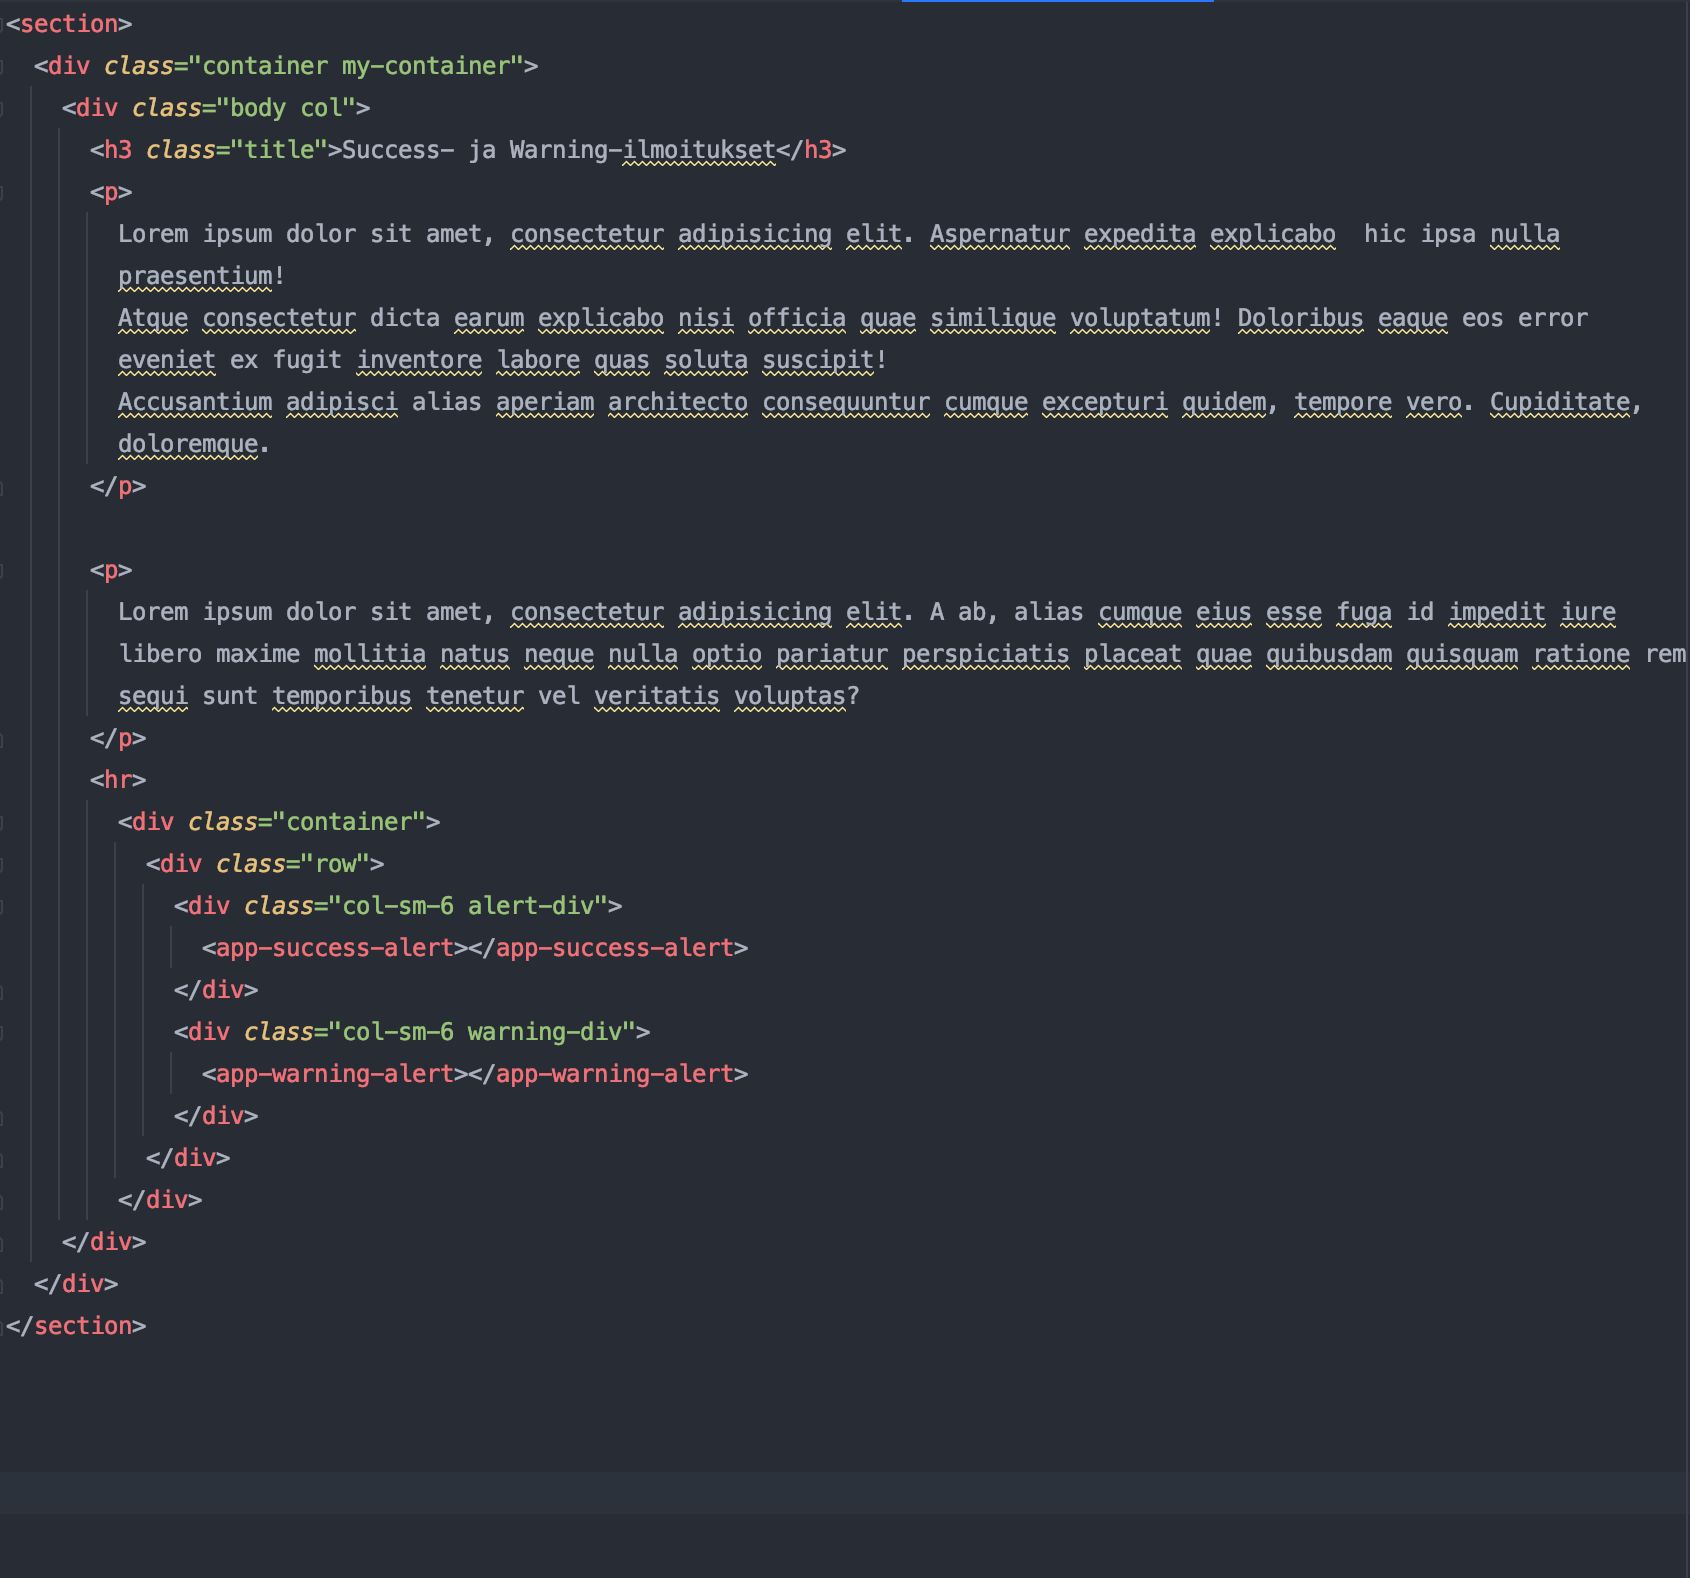 <section>
<div class="container my-container">
<div class="body col">
<h3 class="title">Success- ja Warning-ilmoitukset</h3>
<p>
Lorem ipsum dolor sit amet, consectetur adipisicing elit. Aspernatur expedita explicabo  hic ipsa nulla
praesentium!
Atque consectetur dicta earum explicabo nisi officia quae similique voluptatum! Doloribus eaque eos error
eveniet ex fugit inventore labore quas soluta suscipit!
Accusantium adipisci alias aperiam architecto consequuntur cumque excepturi quidem, tempore vero. Cupiditate,
doloremque.
</p>
<p>
Lorem ipsum dolor sit amet, consectetur adipisicing elit. A ab, alias cumque eius esse fuga id impedit iure
libero maxime mollitia natus neque nulla optio pariatur perspiciatis placeat quae quibusdam quisquam ratione rem
sequi sunt temporibus tenetur vel veritatis voluptas?
</p>
<hr>
<div class="container">
<div class="row">
<div class="col-sm-6 alert-div">
<app-success-alert></app-success-alert>
</div>
<div class="col-sm-6 warning-div">
<app-warning-alert></app-warning-alert>
</div>
</div>
</div>
</div>
</div>
</section>